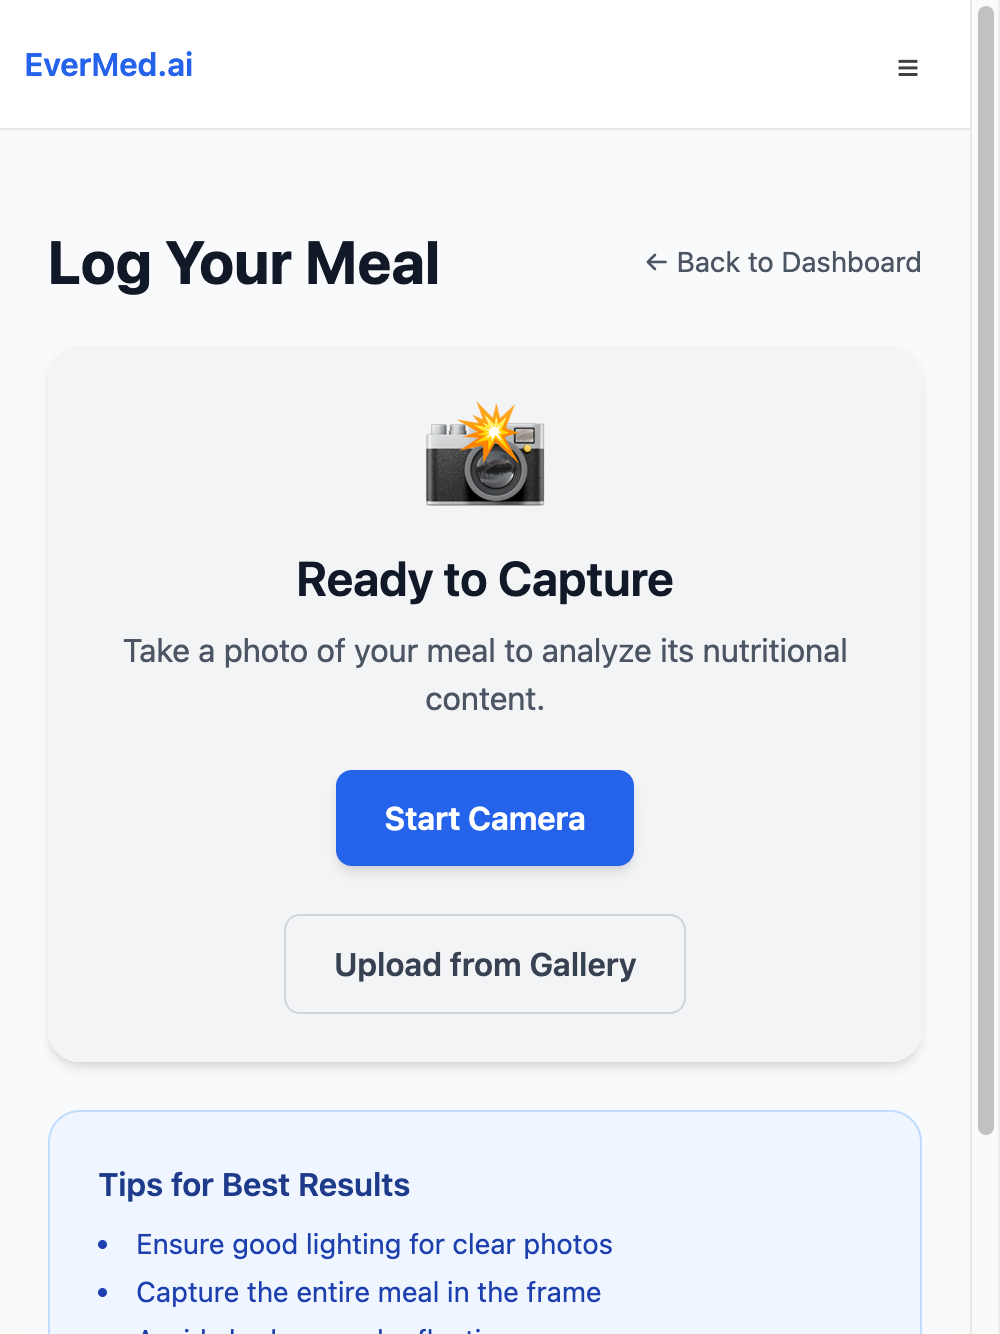 EverMed.ai
Log Your Meal
← Back to Dashboard
Ready to Capture
Take a photo of your meal to analyze its nutritional
content.
Start Camera
Upload from Gallery
Tips for Best Results
• Ensure good lighting for clear photos
• Capture the entire meal in the frame